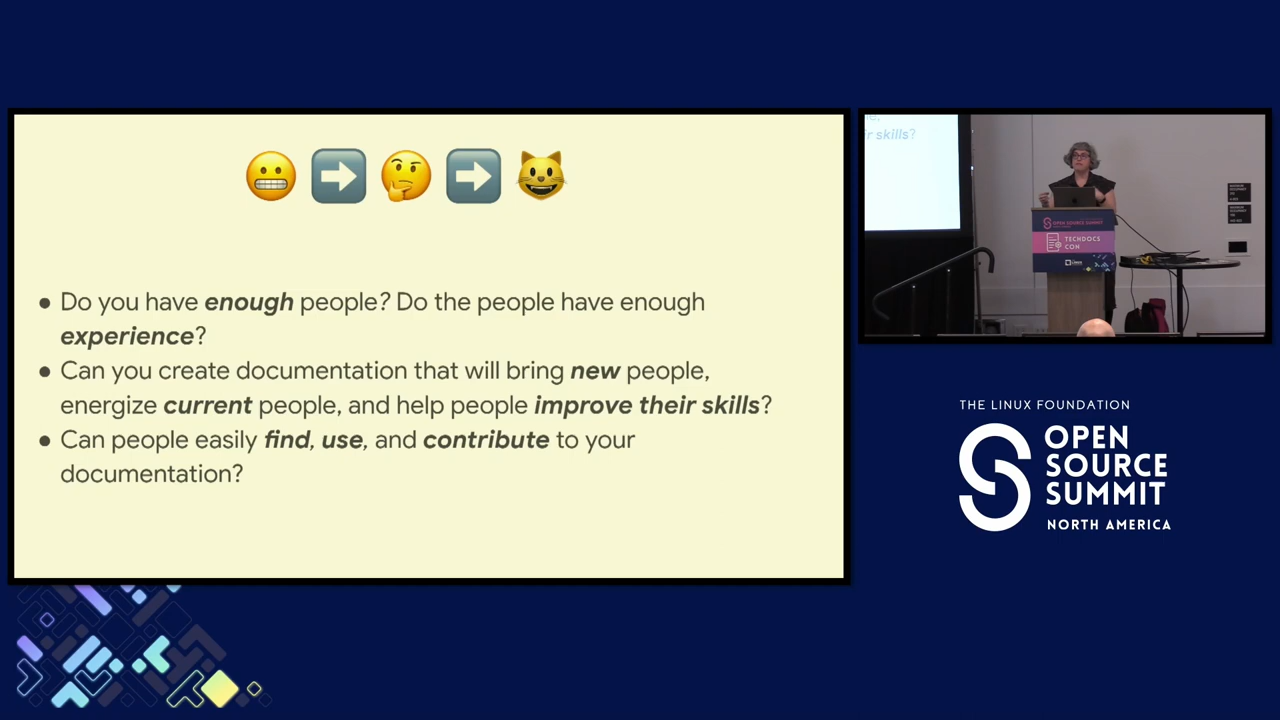 ● Do you have enough people? Do the people have enough
experience?
● Can you create documentation that will bring new people,
energize current people, and help people improve their skills?
● Can people easily find, use, and contribute to your
documentation?
ir skills?
OPEN SOURCE SUMMIT
TECHDOCS
CON
THE LINUX FOUNDATION
OPEN
SOURCE
SUMMIT
NORTH AMERICA